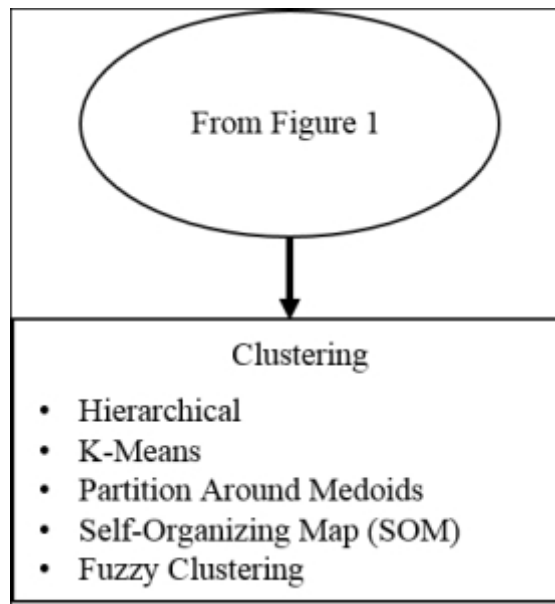 From Figure 1
Clustering
• Hierarchical
• K-Means
• Partition Around Medoids
• Self-Organizing Map (SOM)
• Fuzzy Clustering